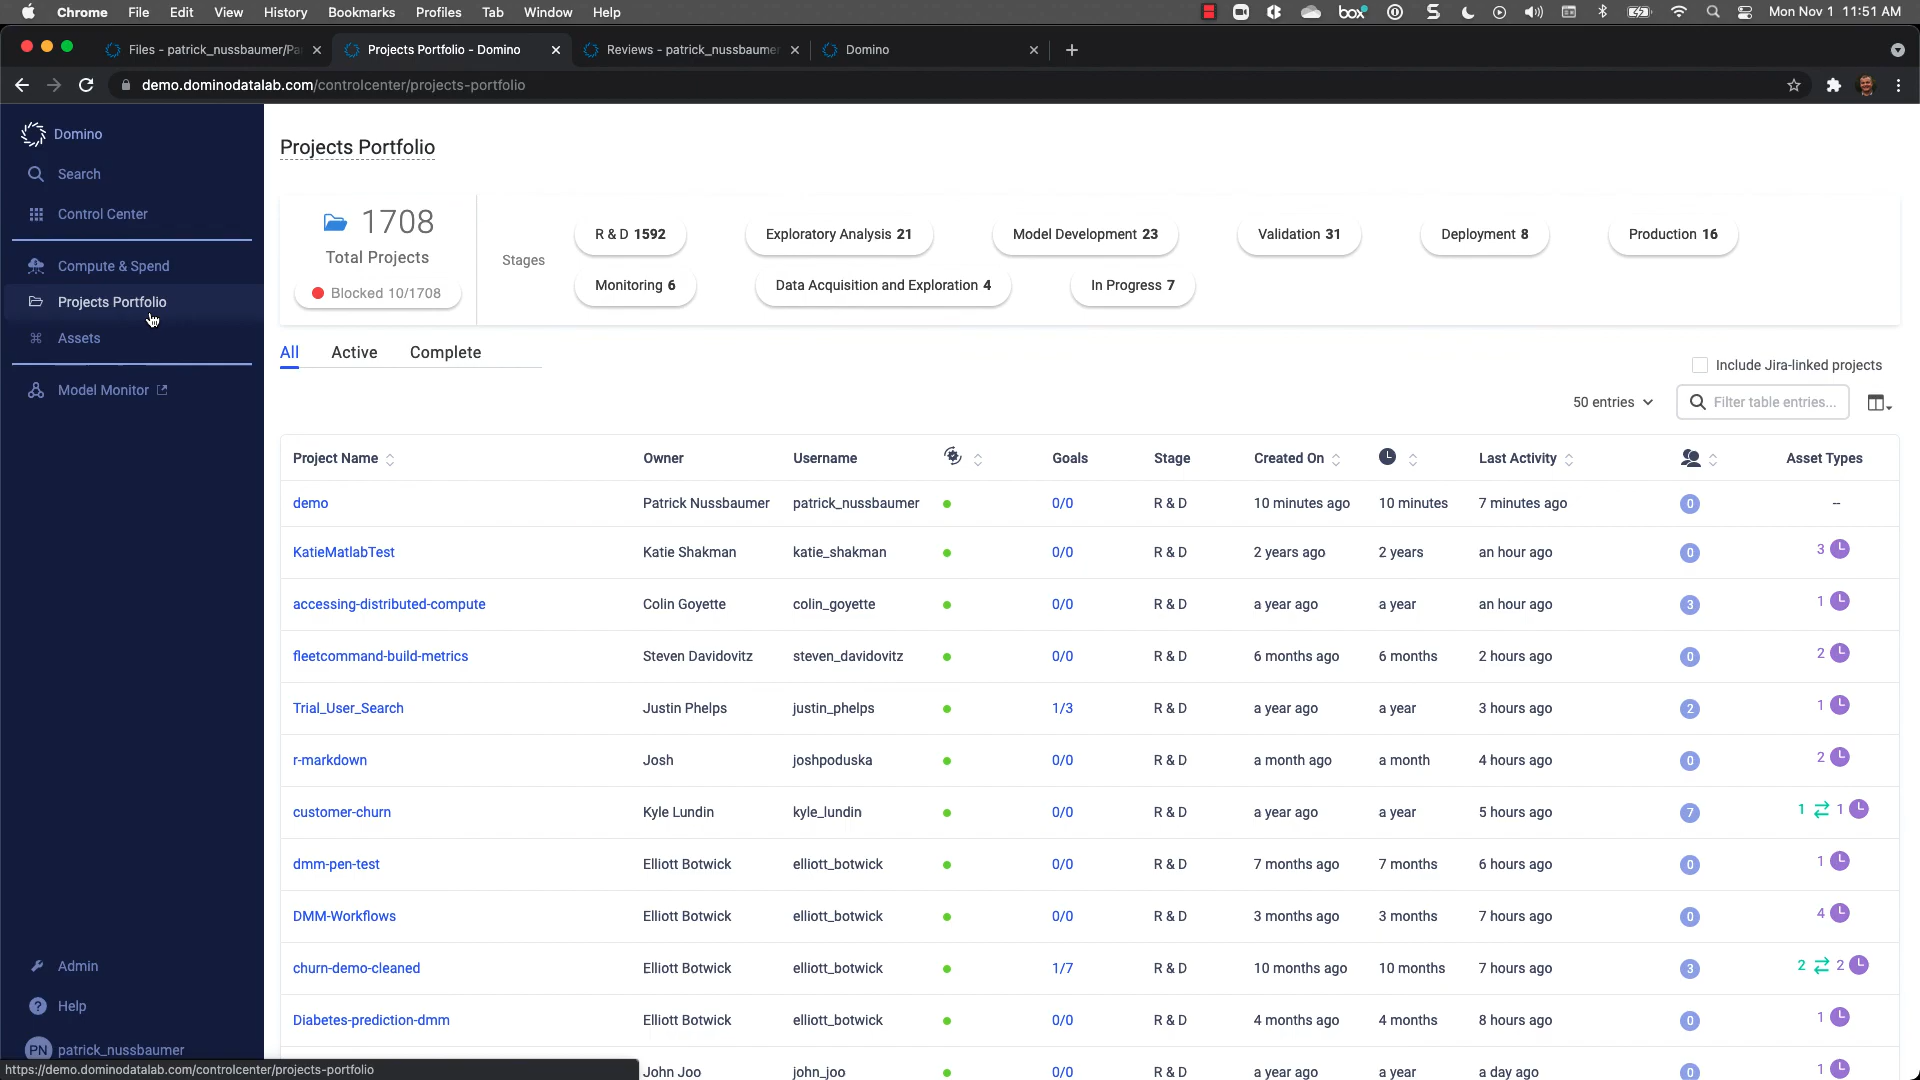 Chrome File Edit View History Bookmarks Profiles Tab Window Help
box
Mon Nov 1 11:51 AM
Files - patrick_nussbaumer/Pa
Projects Portfolio - Domino
Reviews - patrick_nussbaumer
Domino
demo.dominodatalab.com/controlcenter/projects-portfolio
Domino
Search
Control Center
Compute & Spend
Projects Portfolio
Assets
Model Monitor
Admin
Help
PN patrick_nussbaumer
https://demo.dominodatalab.com/controlcenter/projects-portfolio
Projects Portfolio
1708
Total Projects
Blocked 10/1708
Stages
R & D 1592
Exploratory Analysis 21
Model Development 23
Validation 31
Deployment 8
Production 16
Monitoring 6
Data Acquisition and Exploration 4
In Progress 7
All Active Complete
Include Jira-linked projects
50 entries
Filter table entries...
Project Name Owner Username Goals Stage Created On Last Activity Asset Types
demo Patrick Nussbaumer patrick_nussbaumer 0/0 R & D 10 minutes ago 10 minutes 7 minutes ago 0 --
KatieMatlabTest Katie Shakman katie_shakman 0/0 R & D 2 years ago 2 years an hour ago 0 3
accessing-distributed-compute Colin Goyette colin_goyette 0/0 R & D a year ago a year an hour ago 3 1
fleetcommand-build-metrics Steven Davidovitz steven_davidovitz 0/0 R & D 6 months ago 6 months 2 hours ago 0 2
Trial_User_Search Justin Phelps justin_phelps 1/3 R & D a year ago a year 3 hours ago 2 1
r-markdown Josh joshpoduska 0/0 R & D a month ago a month 4 hours ago 0 2
customer-churn Kyle Lundin kyle_lundin 0/0 R & D a year ago a year 5 hours ago 7 1 1
dmm-pen-test Elliott Botwick elliott_botwick 0/0 R & D 7 months ago 7 months 6 hours ago 0 1
DMM-Workflows Elliott Botwick elliott_botwick 0/0 R & D 3 months ago 3 months 7 hours ago 0 4
churn-demo-cleaned Elliott Botwick elliott_botwick 1/7 R & D 10 months ago 10 months 7 hours ago 3 2 2
Diabetes-prediction-dmm Elliott Botwick elliott_botwick 0/0 R & D 4 months ago 4 months 8 hours ago 0 1
John Joo john_joo 0/0 R & D a year ago a year a day ago 0 1